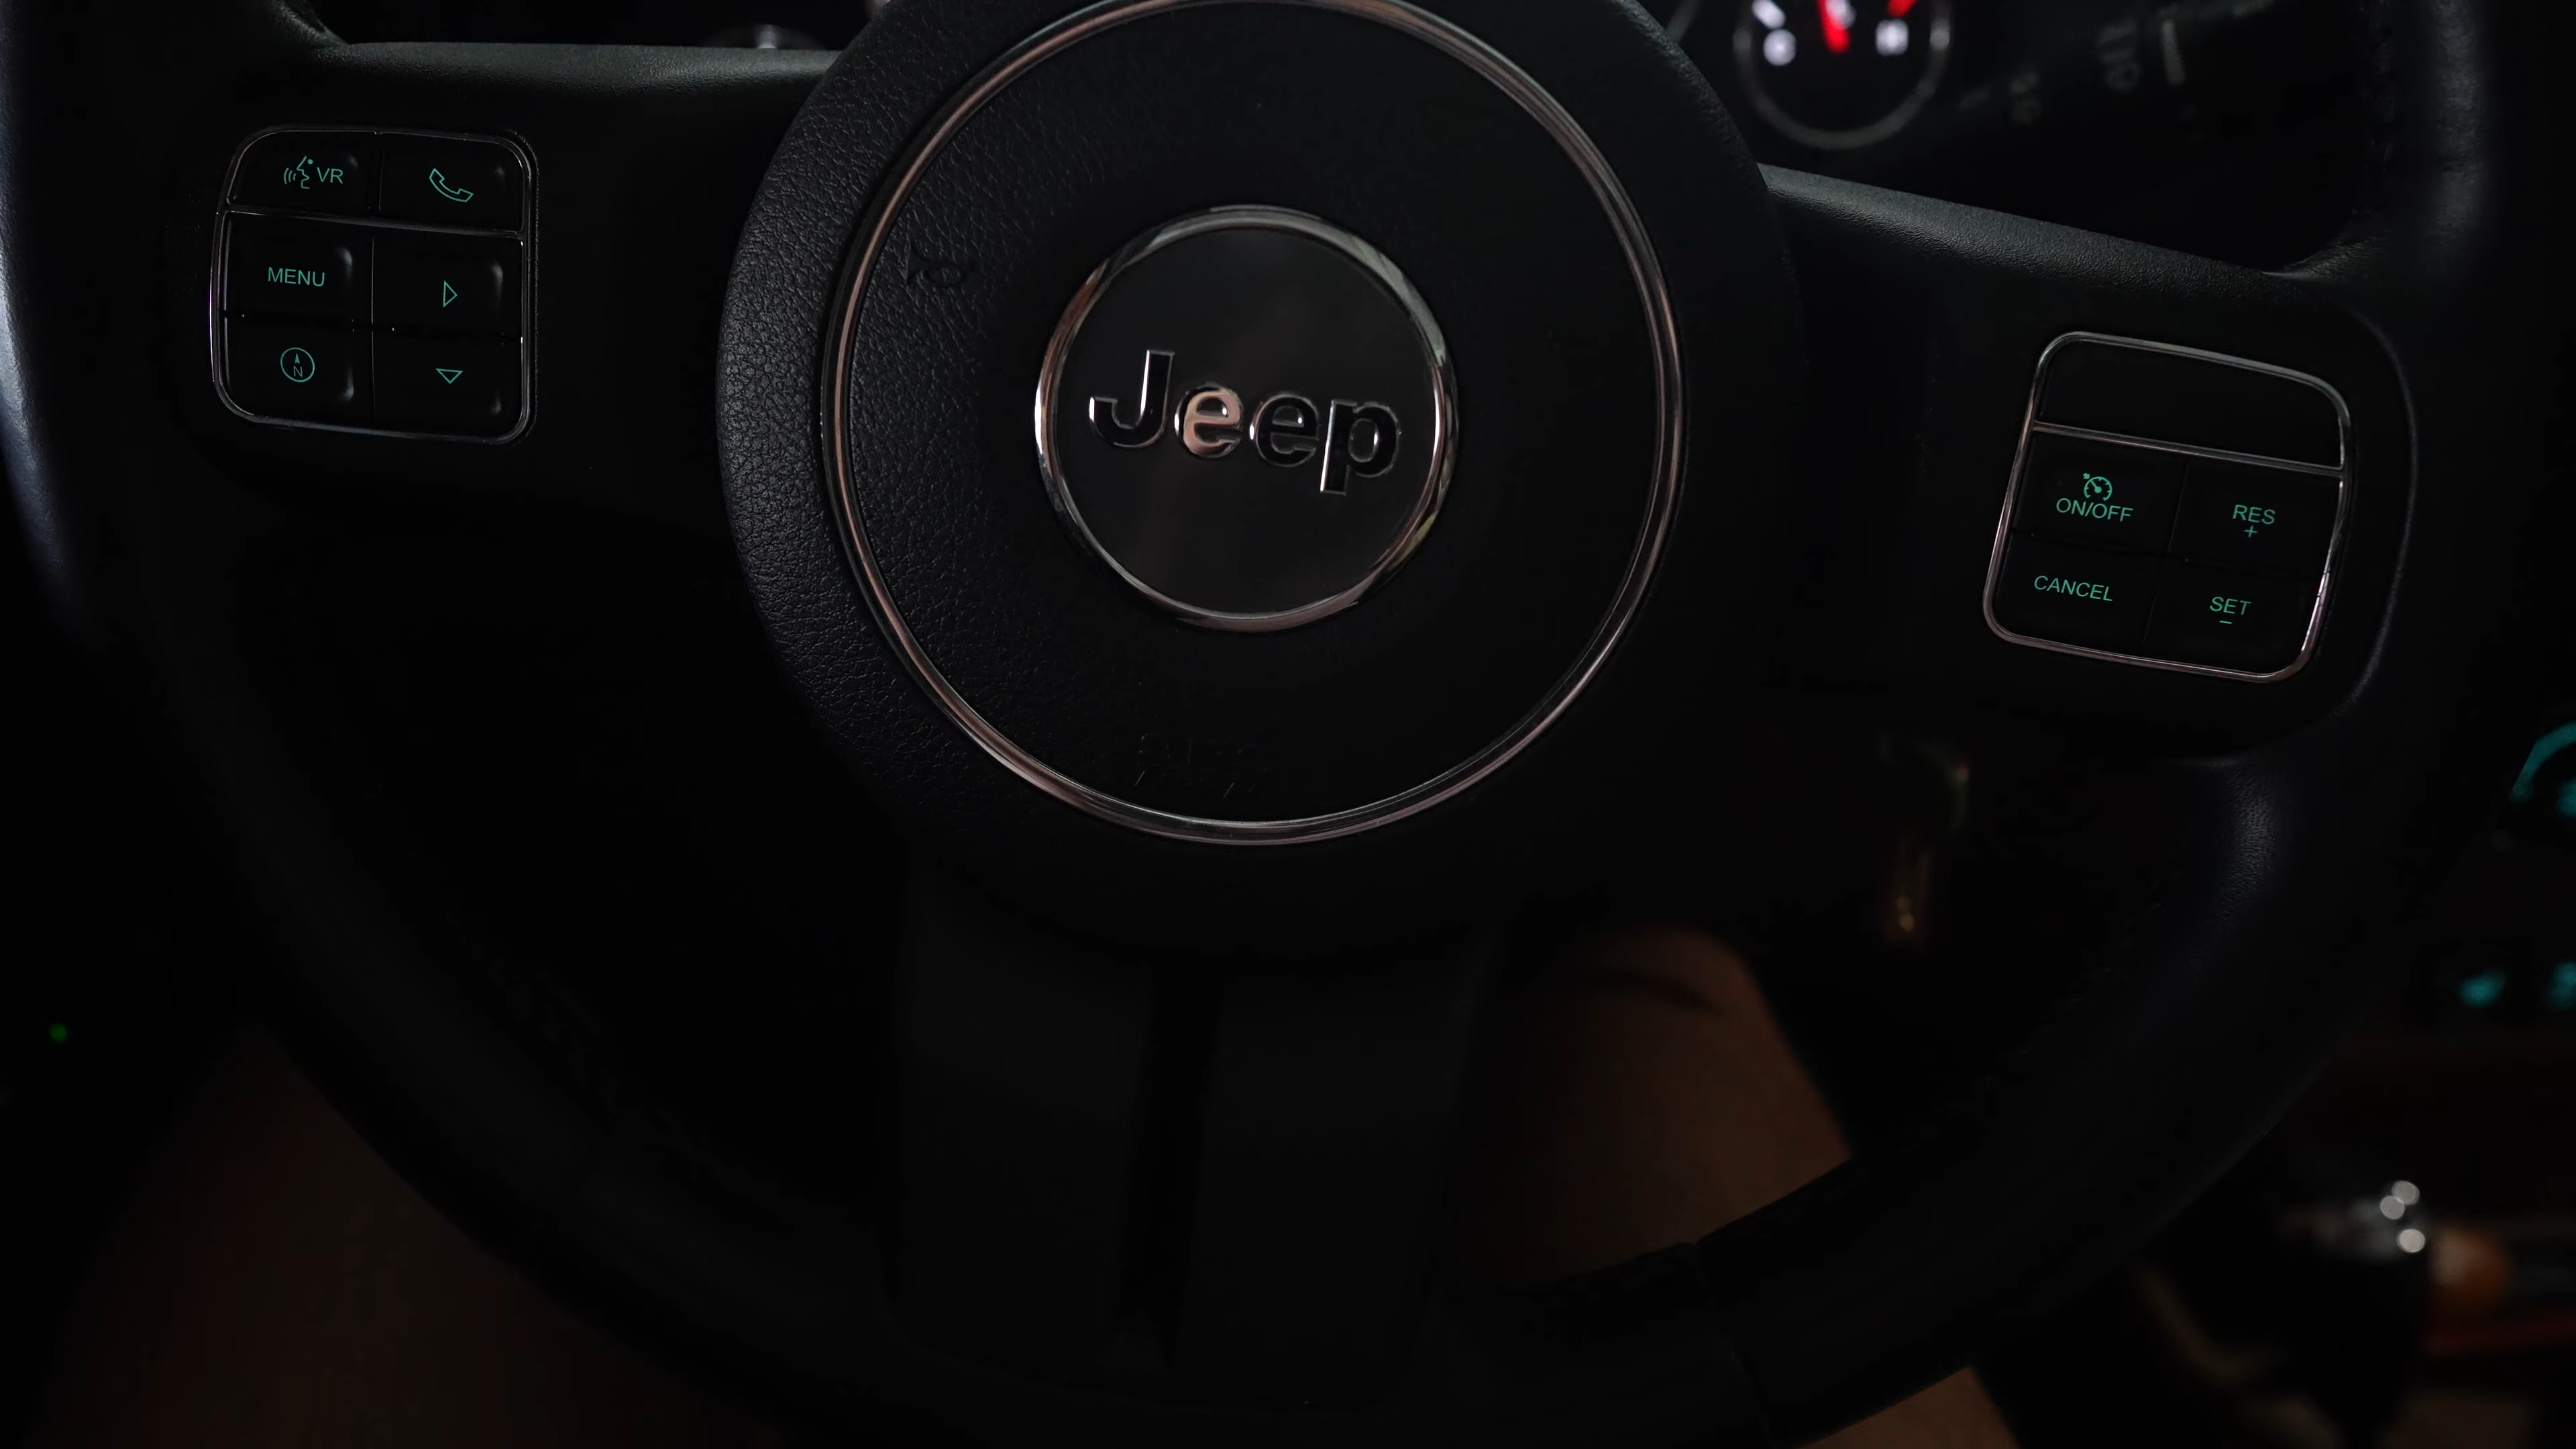 VR
MENU
N
Jeep
ON/OFF
RES
+
CANCEL
SET
–